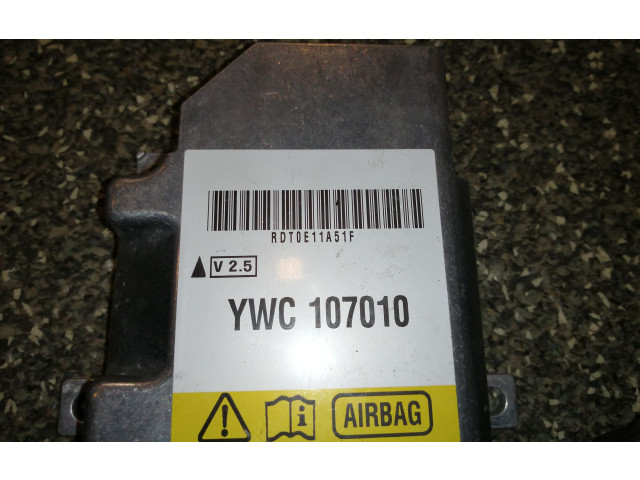 RDT0E11A51F
V 2.5
YWC 107010
i AIRBAG